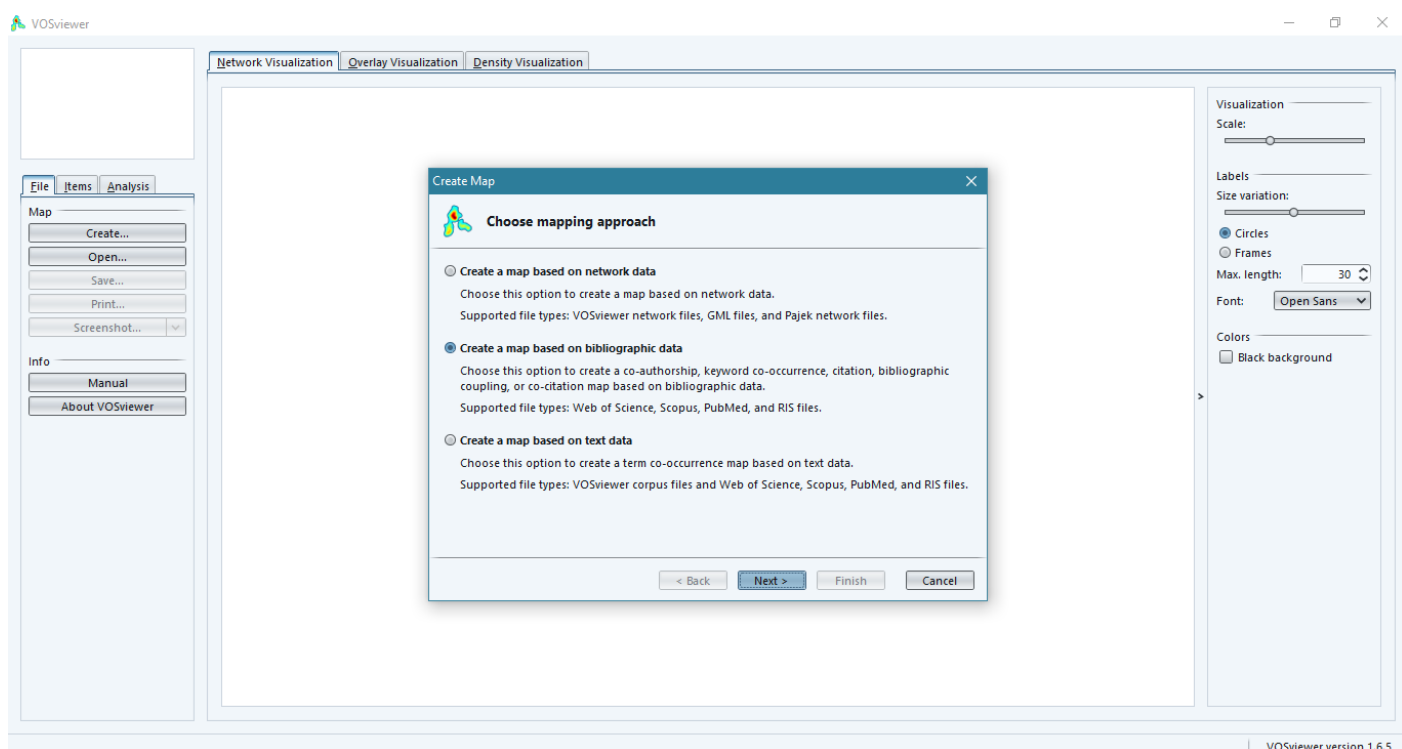 VOSviewer
Network Visualization Overlay Visualization Density Visualization
File Items Analysis
Map
Create...
Open...
Save...
Print...
Screenshot...
Info
Manual
About VOSviewer
Create Map
Choose mapping approach
Create a map based on network data
Choose this option to create a map based on network data.
Supported file types: VOSviewer network files, GML files, and Pajek network files.
Create a map based on bibliographic data
Choose this option to create a co-authorship, keyword co-occurrence, citation, bibliographic
coupling, or co-citation map based on bibliographic data.
Supported file types: Web of Science, Scopus, PubMed, and RIS files.
Create a map based on text data
Choose this option to create a term co-occurrence map based on text data.
Supported file types: VOSviewer corpus files and Web of Science, Scopus, PubMed, and RIS files.
< Back Next > Finish Cancel
>
Visualization
Scale:
Labels
Size variation:
Circles
Frames
Max. length: 30
Font: Open Sans
Colors
Black background
VOSviewer version 1.6.5